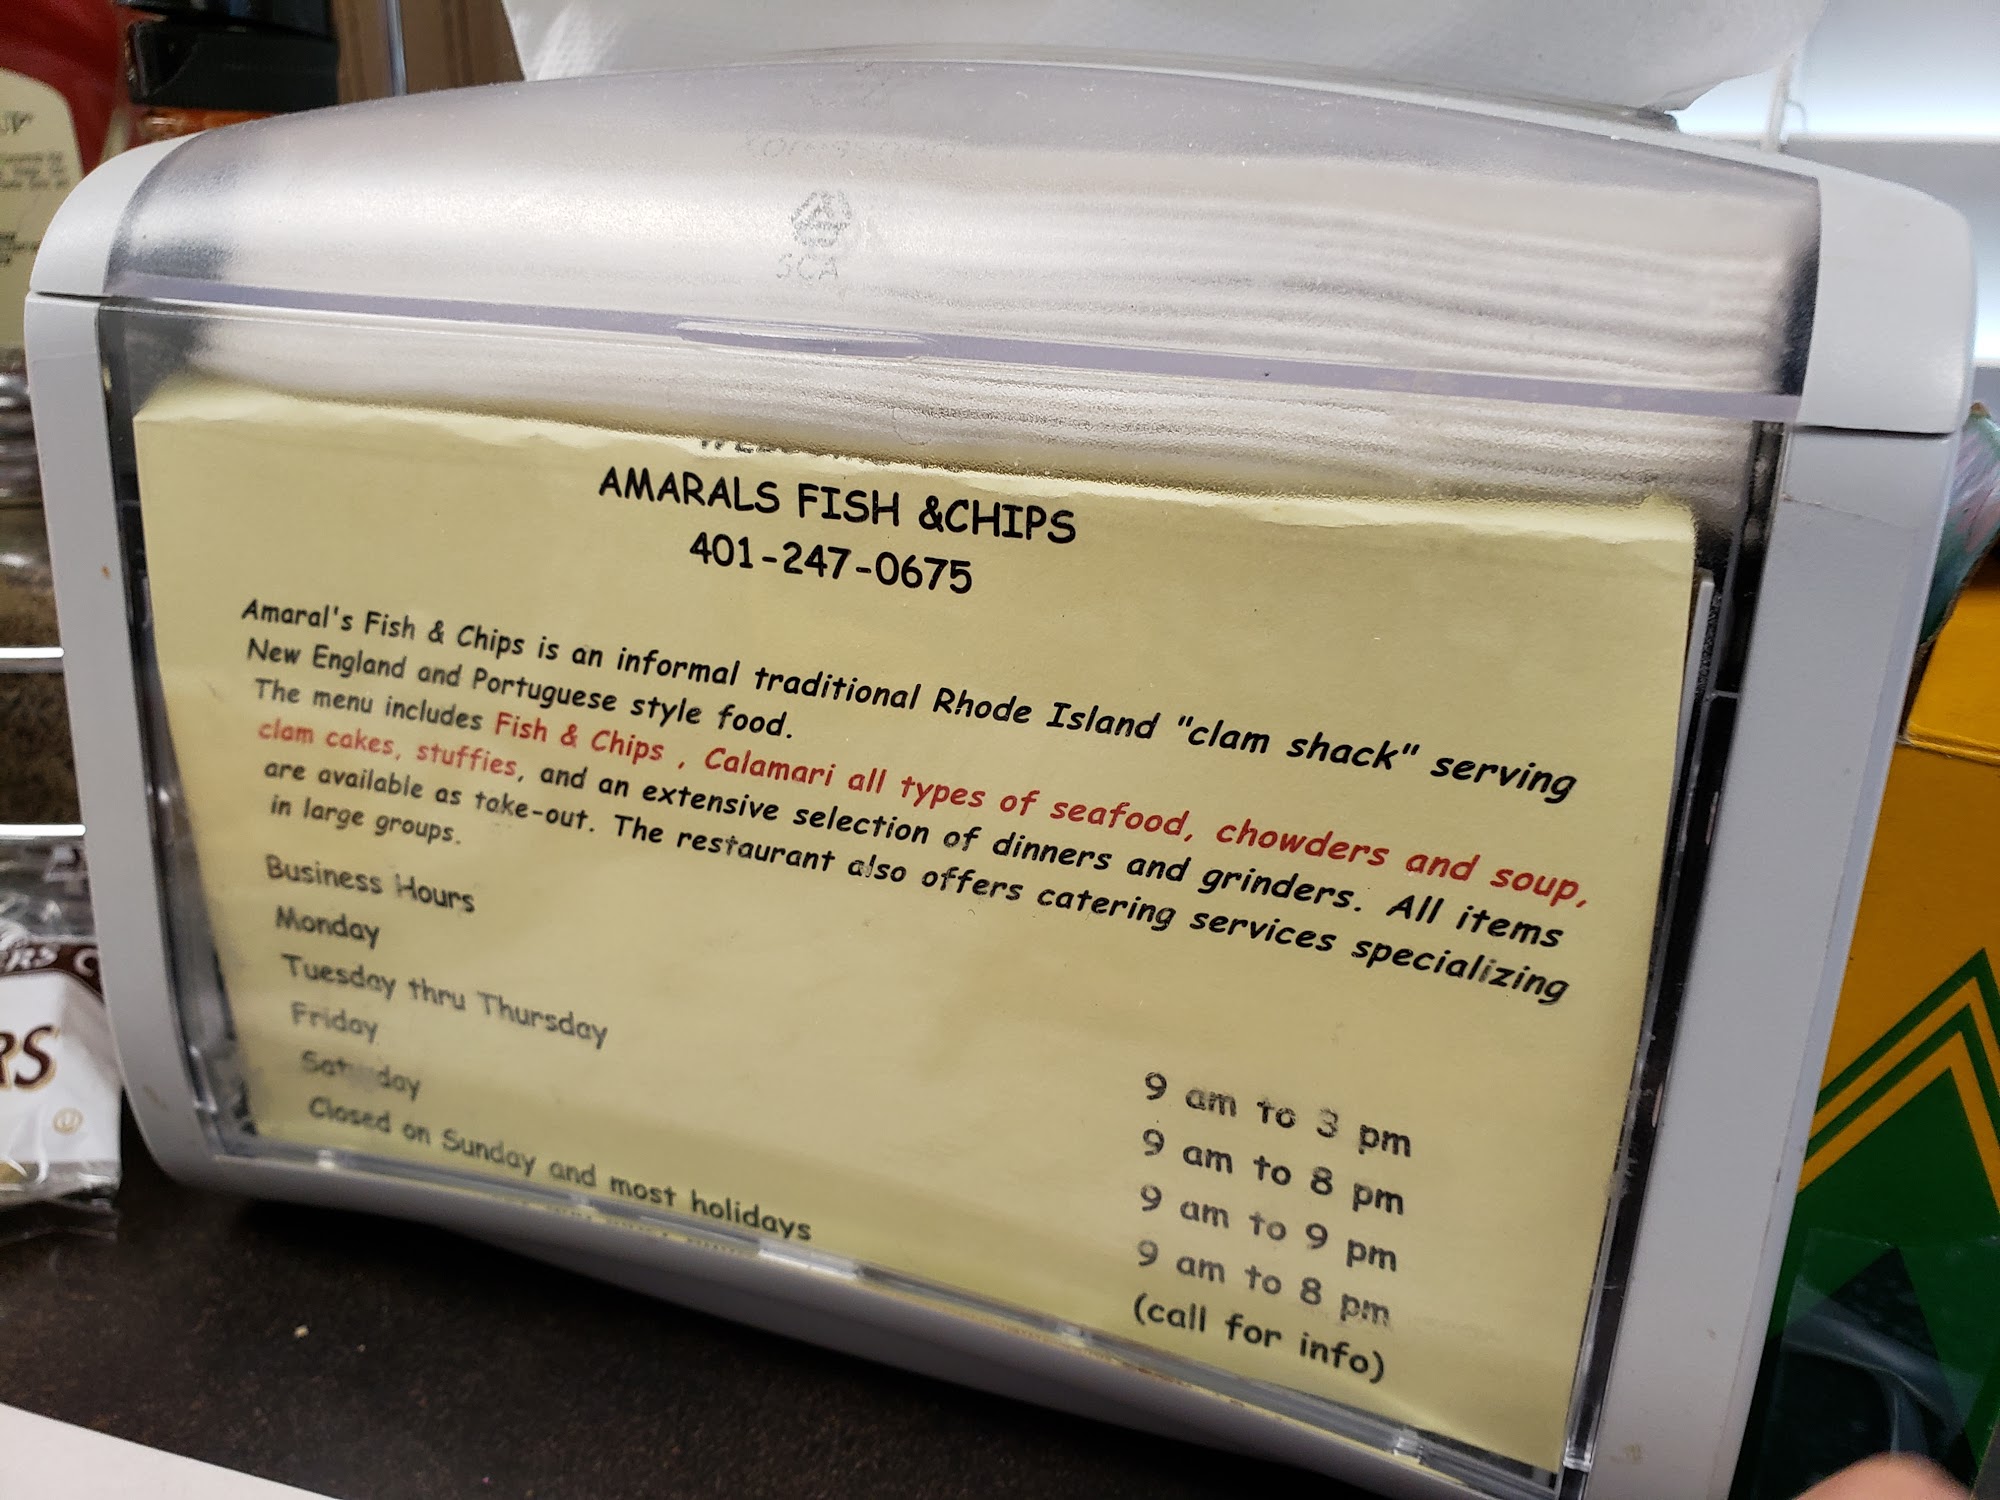 SCA
AMARALS FISH &CHIPS
401-247-0675
Amaral's Fish & Chips is an informal traditional Rhode Island "clam shack" serving
New England and Portuguese style food.
The menu includes Fish & Chips , Calamari all types of seafood, chowders and soup,
clam cakes, stuffies, and an extensive selection of dinners and grinders. All items
are available as take-out. The restaurant also offers catering services specializing
in large groups.
Business Hours
Monday 9 am to 3 pm
Tuesday thru Thursday 9 am to 8 pm
Friday 9 am to 9 pm
Saturday 9 am to 8 pm
Closed on Sunday and most holidays (call for info)
RS